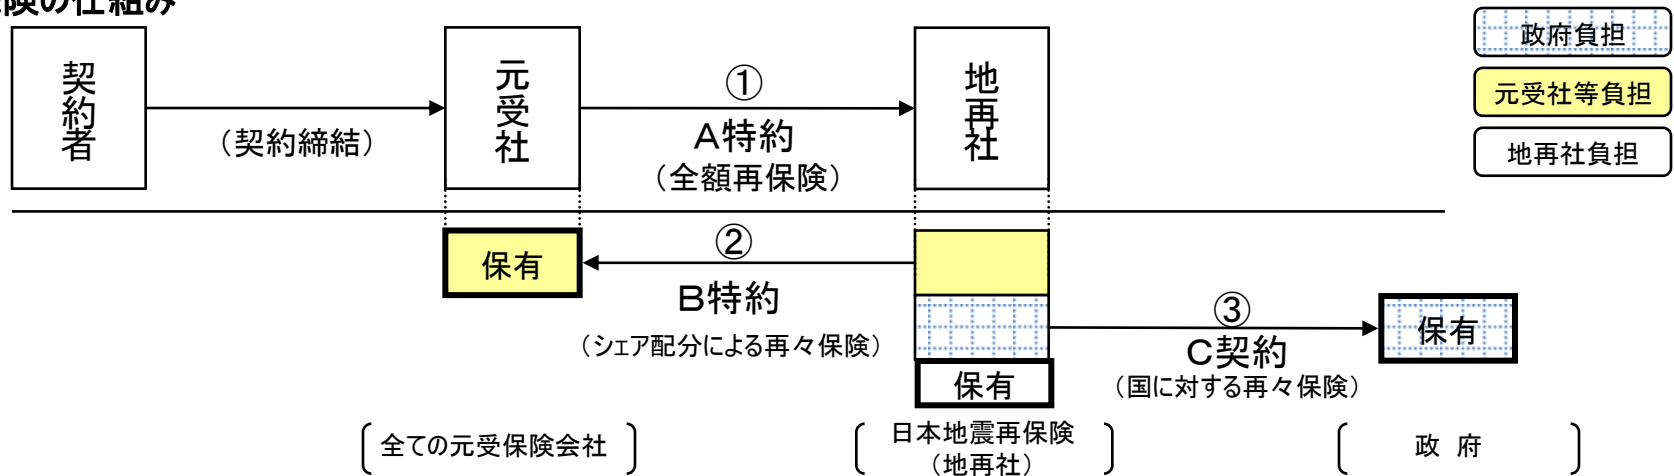 険の仕組み
契約者
(契約締結)
元受社
①
A特約
(全額再保険)
地再社
政府負担
元受社等負担
地再社負担
保有
②
B特約
(シェア配分による再々保険)
保有
③
C契約
(国に対する再々保険)
保有
全ての元受保険会社
日本地震再保険
(地再社)
政 府